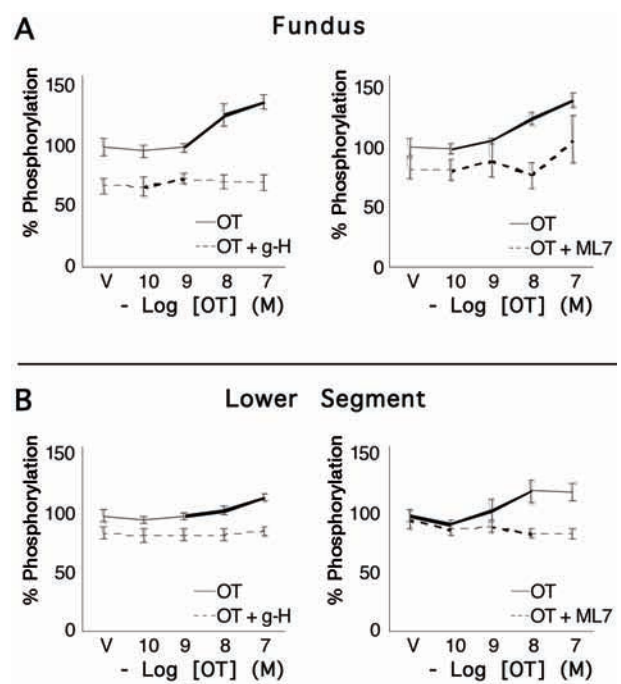 A
Fundus
% Phosphorylation
150
100
50
0
OT
OT + g-H
V 10 9 8 7
- Log [OT] (M)
% Phosphorylation
150
100
50
0
OT
OT + ML7
V 10 9 8 7
- Log [OT] (M)
B
Lower Segment
% Phosphorylation
150
100
50
0
OT
OT + g-H
V 10 9 8 7
- Log [OT] (M)
% Phosphorylation
150
100
50
0
OT
OT + ML7
V 10 9 8 7
- Log [OT] (M)